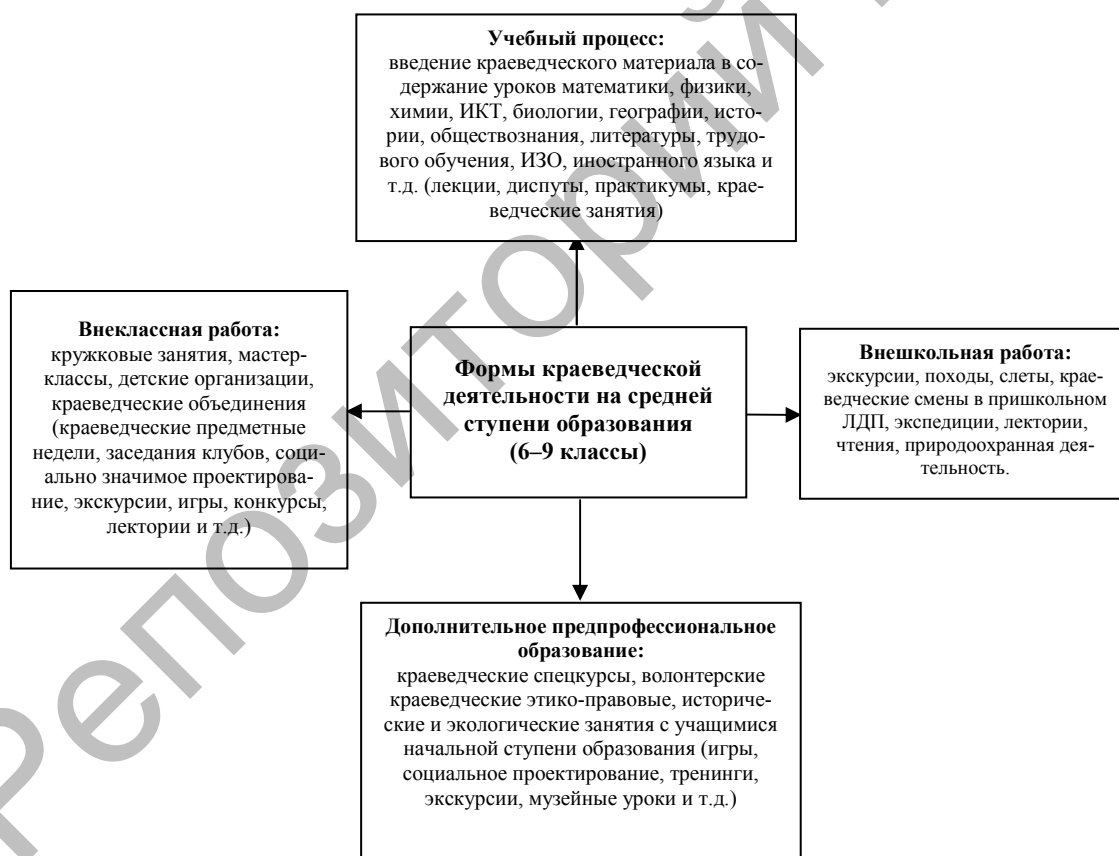 Учебный процесс:
введение краеведческого материала в со-
держание уроков математики, физики,
химии, ИКТ, биологии, географии, исто-
рии, обществознания, литературы, трудо-
вого обучения, ИЗО, иностранного языка и
т.д. (лекции, диспуты, практикумы, крае-
ведческие занятия)
Внеклассная работа:
кружковые занятия, мастер-
классы, детские организации,
краеведческие объединения
(краеведческие предметные
недели, заседания клубов, соци-
ально значимое проектирова-
ние, экскурсии, игры, конкурсы,
лектории и т.д.)
Формы краеведческой
деятельности на средней
ступени образования
(6–9 классы)
Внешкольная работа:
экскурсии, походы, слеты, крае-
ведческие смены в пришкольном
ЛДП, экспедиции, лектории,
чтения, природоохранная дея-
тельность.
Дополнительное предпрофессиональное
образование:
краеведческие спецкурсы, волонтерские
краеведческие этико-правовые, историче-
ские и экологические занятия с учащимися
начальной ступени образования (игры,
социальное проектирование, тренинги,
экскурсии, музейные уроки и т.д.)
Репозиторий